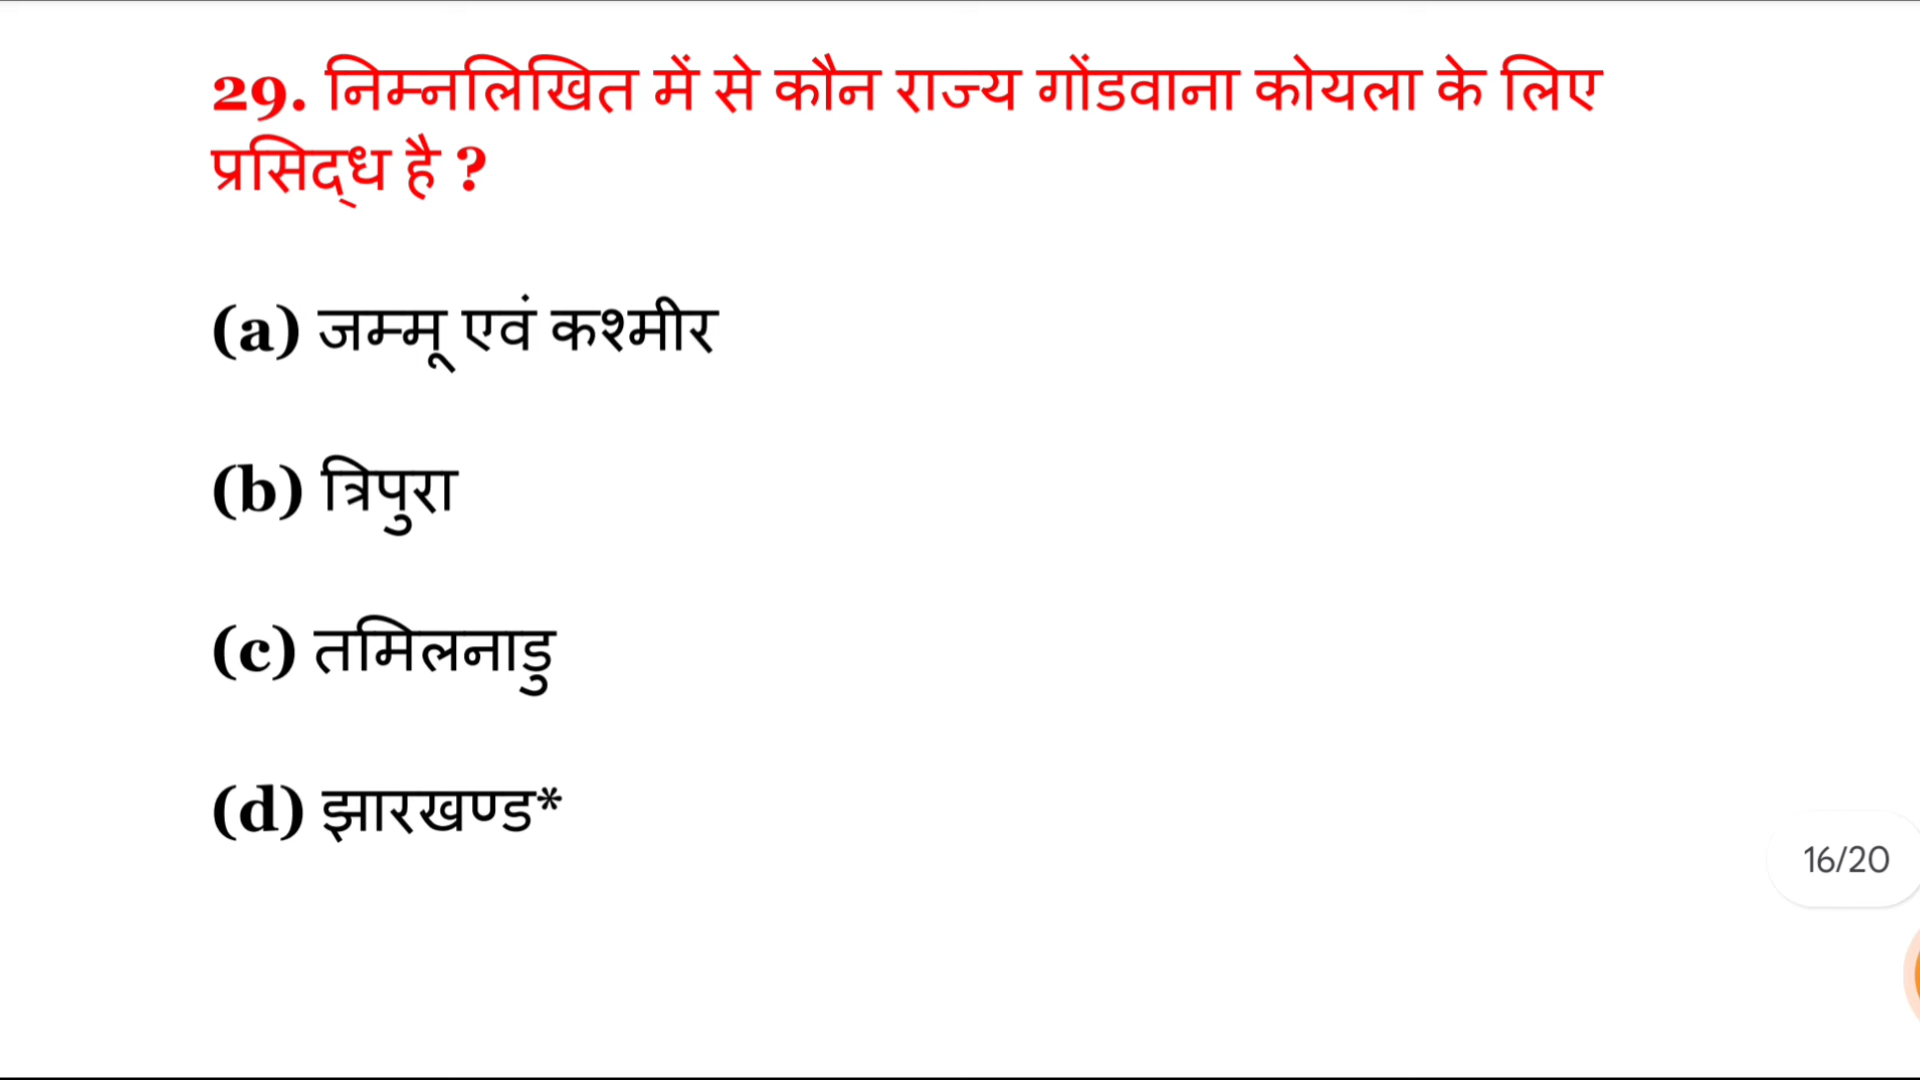 29. निम्नलिखित में से कौन राज्य गोंडवाना कोयला के लिए
प्रसिद्ध है ?
(a) जम्मू एवं कश्मीर
(b) त्रिपुरा
(c) तमिलनाडु
(d) झारखण्ड*
16/20